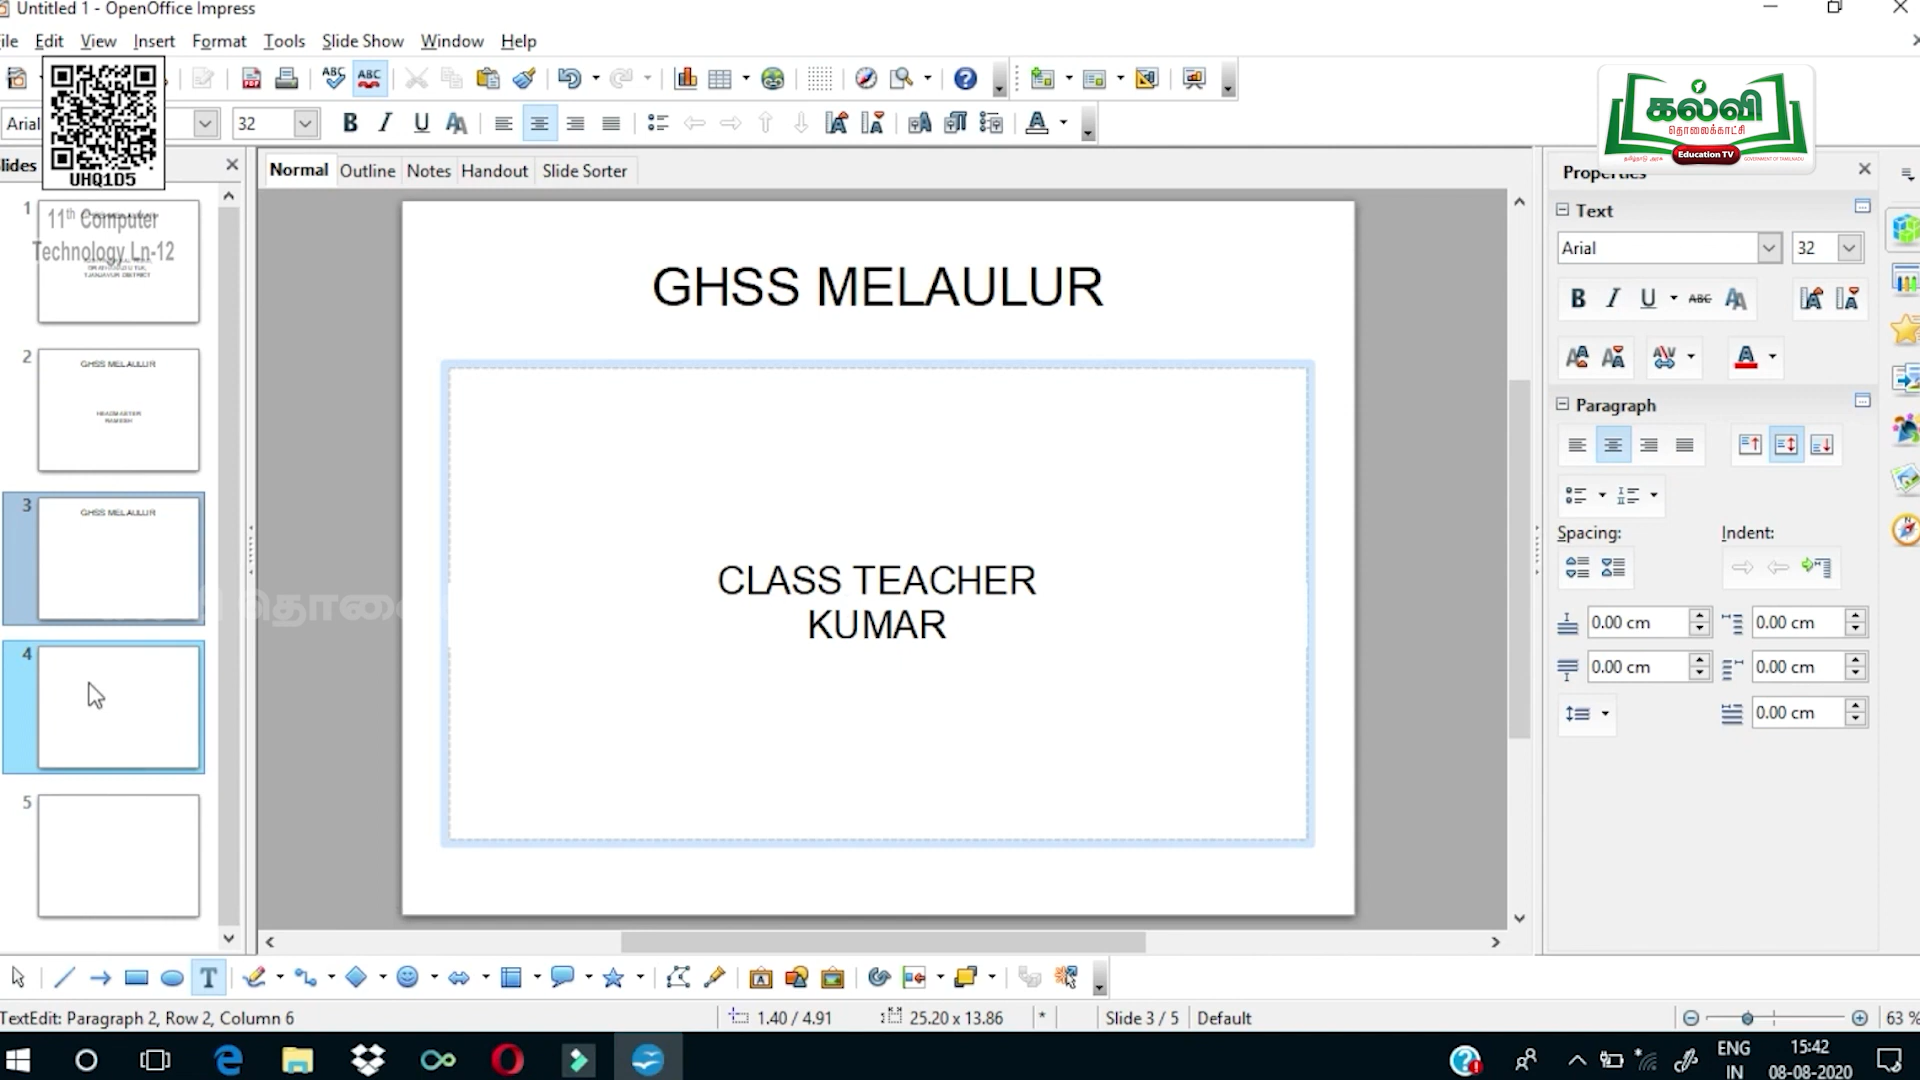 Untitled 1 - OpenOffice Impress
ile Edit View Insert Format Tools Slide Show Window Help
Arial 32
UHQ1D5
11th Computer
Technology Ln-12
கல்வி
தொலைக்காட்சி
Education TV
lides
Normal Outline Notes Handout Slide Sorter
Properties
1
2
GHSS MELAULUR
HEADMASTER
RAMESH
3
GHSS MELAULUR
4
5
GHSS MELAULUR
CLASS TEACHER
KUMAR
Text
Arial 32
Paragraph
Spacing: Indent:
0.00 cm 0.00 cm
0.00 cm 0.00 cm
0.00 cm
TextEdit: Paragraph 2, Row 2, Column 6 1.40 / 4.91 25.20 x 13.86 * Slide 3 / 5 Default 63 %
ENG
IN
15:42
08-08-2020